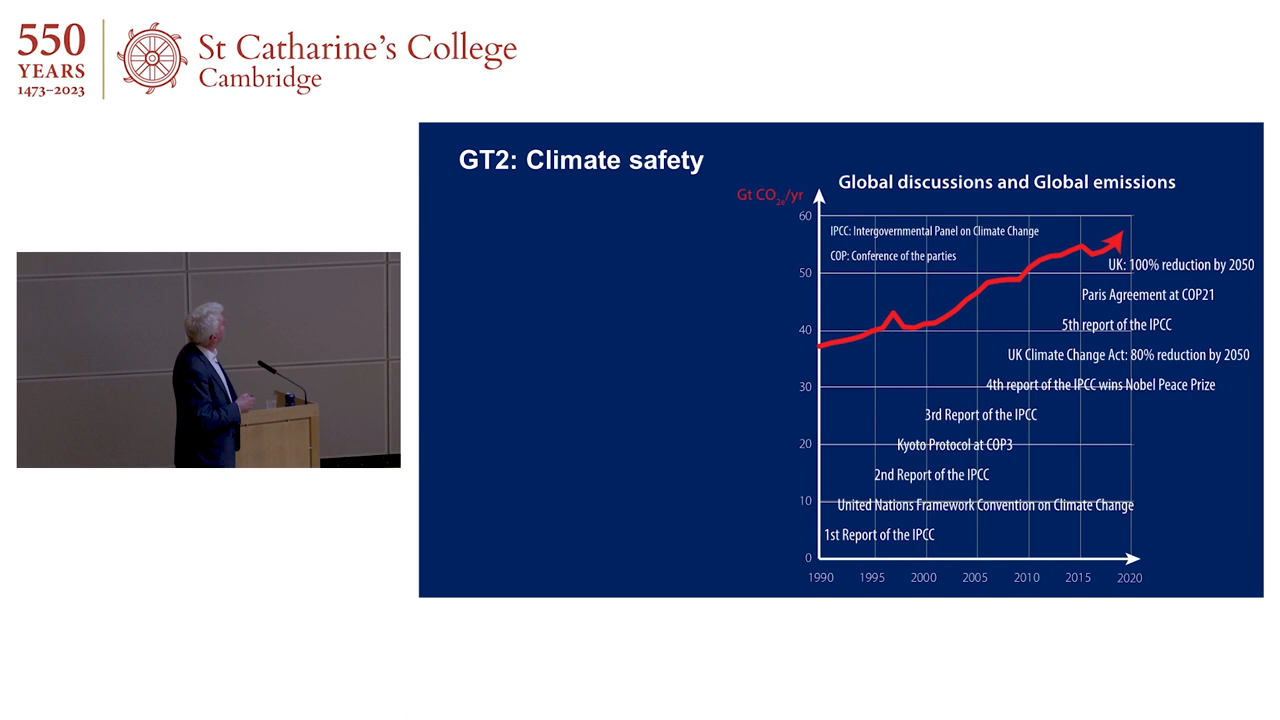 550
YEARS
1473–2023
St Catharine's College
Cambridge
GT2: Climate safety
Global discussions and Global emissions
Gt CO2e/yr
60
IPCC: Intergovernmental Panel on Climate Change
COP: Conference of the parties
UK: 100% reduction by 2050
50
Paris Agreement at COP21
5th report of the IPCC
40
UK Climate Change Act: 80% reduction by 2050
4th report of the IPCC wins Nobel Peace Prize
30
3rd Report of the IPCC
20
Kyoto Protocol at COP3
2nd Report of the IPCC
10
United Nations Framework Convention on Climate Change
1st Report of the IPCC
0
1990 1995 2000 2005 2010 2015 2020